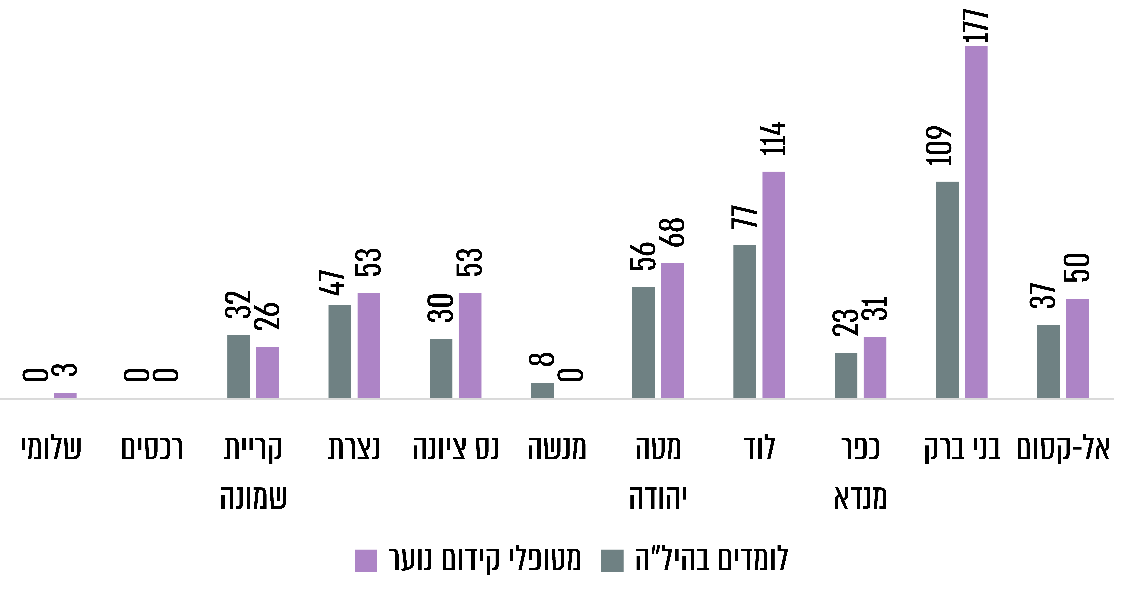 177
114
109
77
68
56
53
53
50
47
37
32
31
30
26
23
8
3
0
0
0
0
אל-קסום
בני ברק
כפר מנדא
לוד
מטה יהודה
מנשה
נס ציונה
נצרת
קריית שמונה
רכסים
שלומי
לומדים בהיל"ה
מטופלי קידום נוער